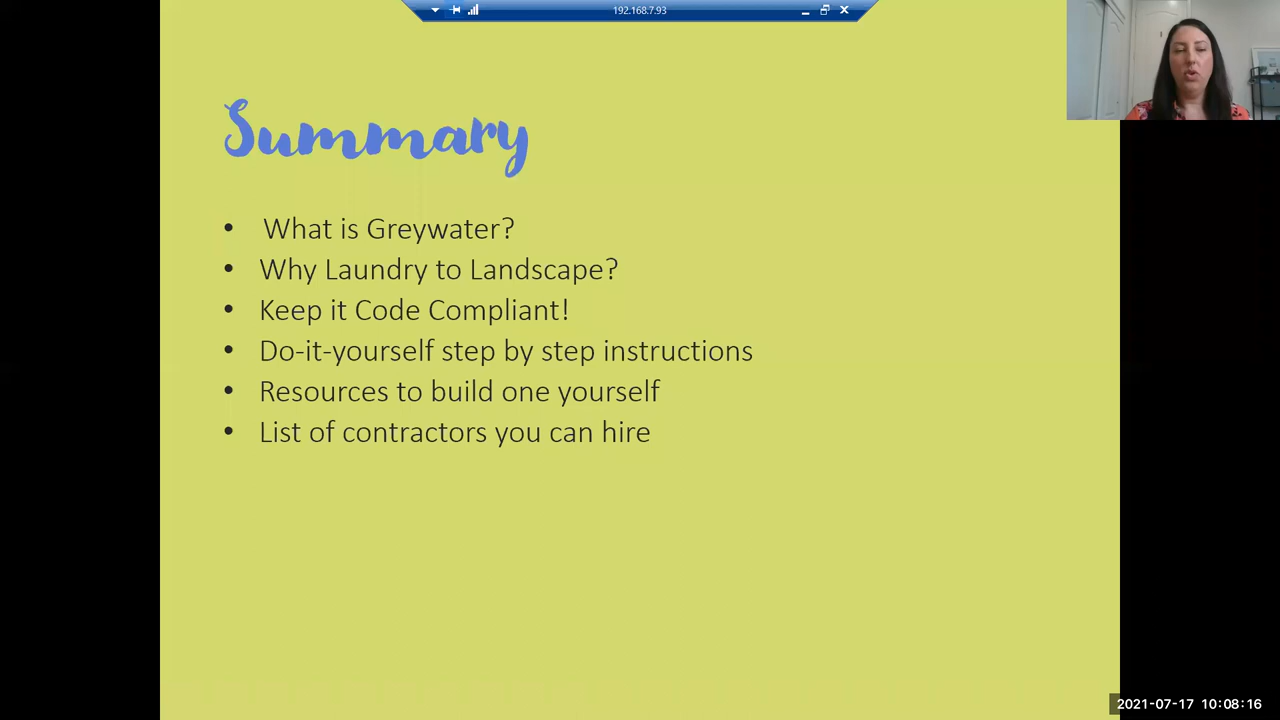 192.168.7.93
Summary
• What is Greywater?
• Why Laundry to Landscape?
• Keep it Code Compliant!
• Do-it-yourself step by step instructions
• Resources to build one yourself
• List of contractors you can hire
2021-07-17 10:08:16